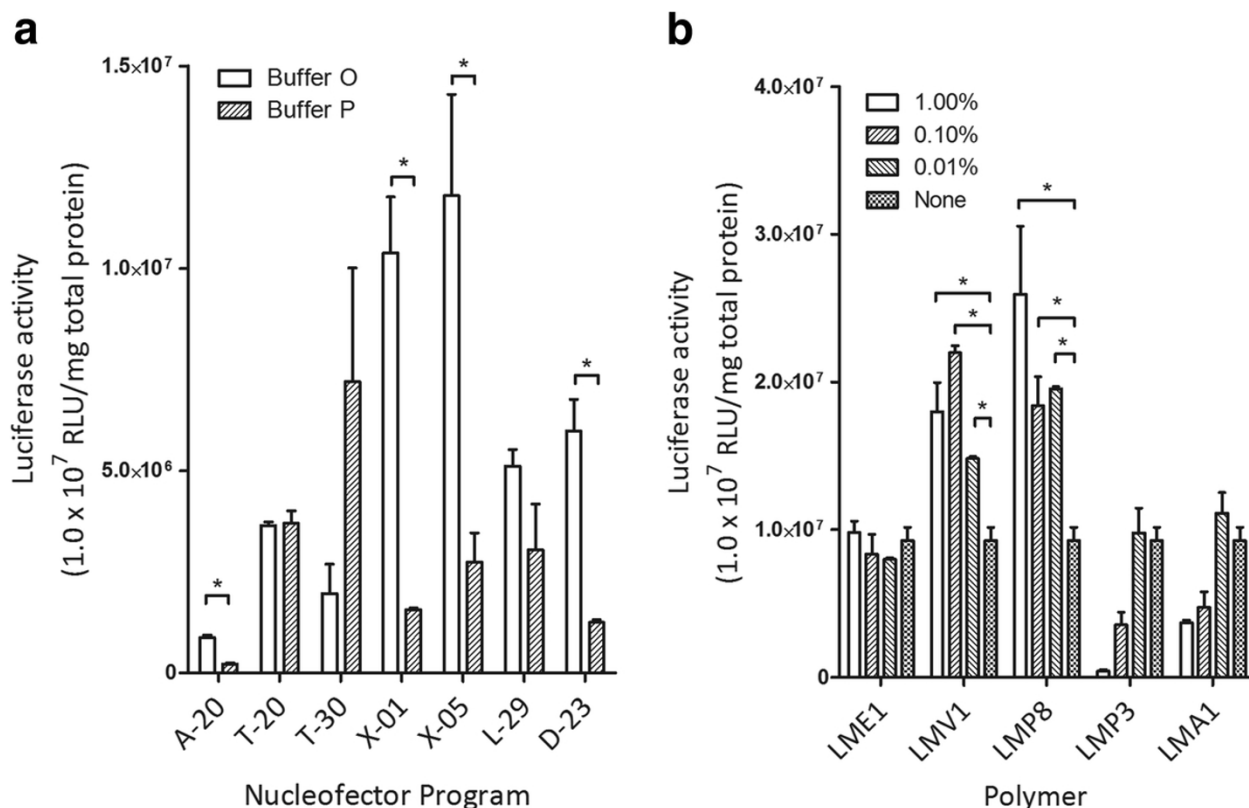 a
Luciferase activity
(1.0 x 10⁷ RLU/mg total protein)
1.5×10⁷
1.0×10⁷
5.0×10⁶
0
Buffer O
Buffer P
*
*
*
*
A-20
T-20
T-30
X-01
X-05
L-29
D-23
Nucleofector Program
b
Luciferase activity
(1.0 x 10⁷ RLU/mg total protein)
4.0×10⁷
3.0×10⁷
2.0×10⁷
1.0×10⁷
0
1.00%
0.10%
0.01%
None
*
*
*
*
*
*
LME1
LMV1
LMP8
LMP3
LMA1
Polymer